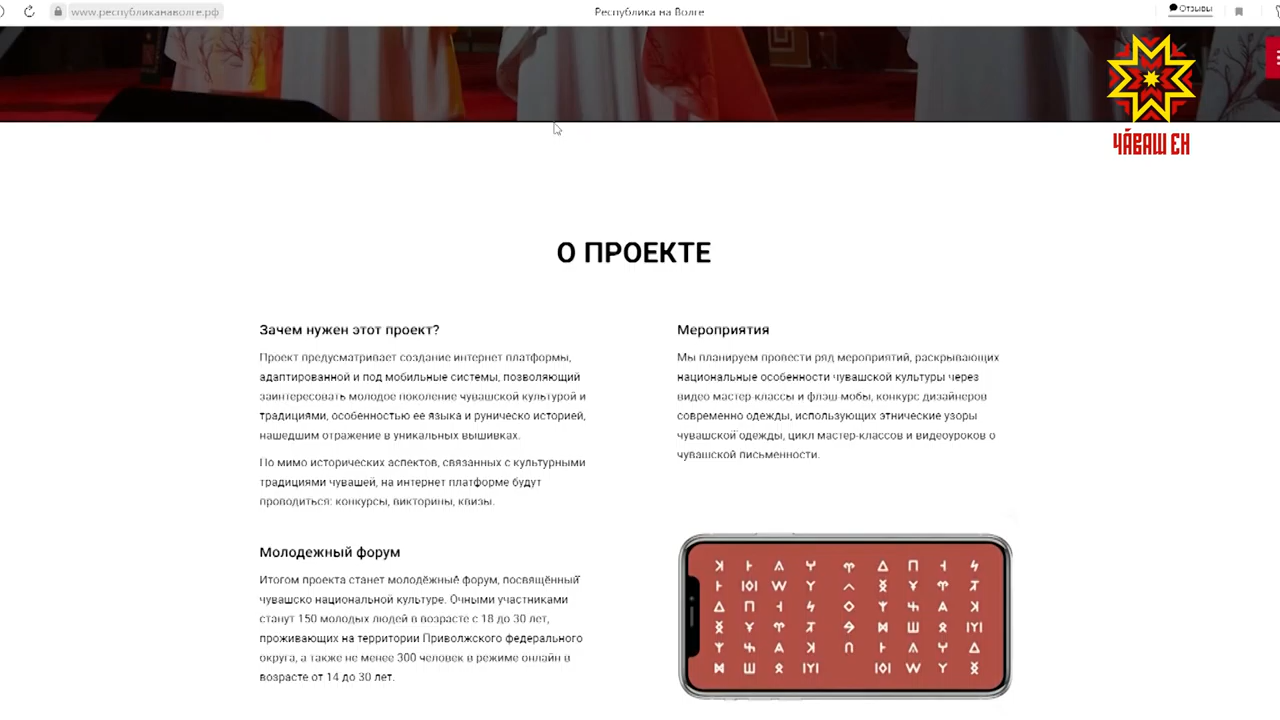 www.республиканаволге.рф
Республика на Волге
Отзывы
ЧĂВАШ ЕН
О ПРОЕКТЕ
Зачем нужен этот проект?
Проект предусматривает создание интернет платформы,
адаптированной и под мобильные системы, позволяющий
заинтересовать молодое поколение чувашской культурой и
традициями, особенностью ее языка и руническо историей,
нашедшим отражение в уникальных вышивках.
По мимо исторических аспектов, связанных с культурными
традициями чувашей, на интернет платформе будут
проводиться: конкурсы, викторины, квизы.
Молодежный форум
Итогом проекта станет молодёжные форум, посвящённый
чувашско национальной культуре. Очными участниками
станут 150 молодых людей в возрасте с 18 до 30 лет,
проживающих на территории Приволжского федерального
округа, а также не менее 300 человек в режиме онлайн в
возрасте от 14 до 30 лет.
Мероприятия
Мы планируем провести ряд мероприятий, раскрывающих
национальные особенности чувашской культуры через
видео мастер-классы и флэш мобы, конкурс дизайнеров
современно одежды, использующих этнические узоры
чувашской одежды, цикл мастер-классов и видеоуроков о
чувашской письменности.